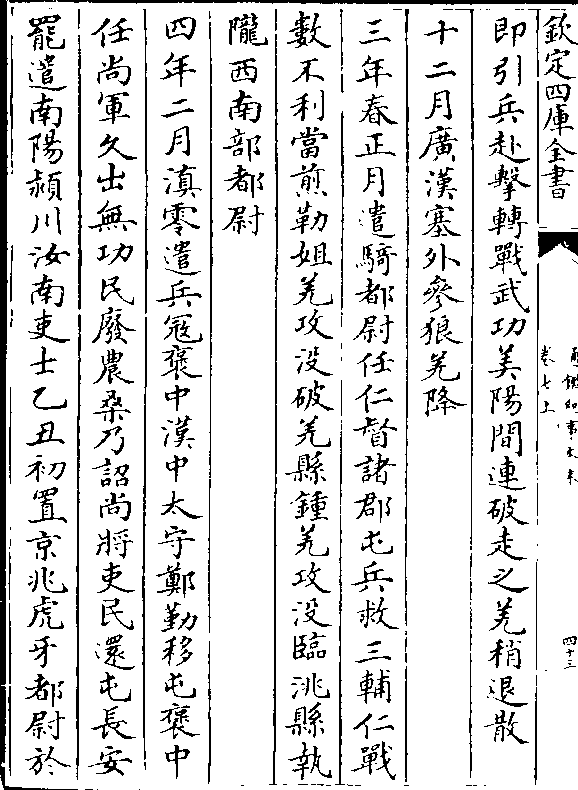 欽定四庫全書
通鑑紀事本末
卷七上
四十三
即引兵赴擊轉戰武功美陽間連破走之羌稍退散
十二月廣漢塞外參狼羌降
三年春正月遣騎都尉任仁督諸郡屯兵救三輔仁戰
數不利當煎勒姐羌攻没破羌縣鍾羌攻没臨洮縣執
隴西南部都尉
四年二月滇零遣兵冦褒中漢中太守鄭勤移屯褒中
任尚軍久出無功民廢農桑乃詔尚將吏民還屯長安
罷遣南陽潁川汝南吏士乙丑初置京兆虎牙都尉於